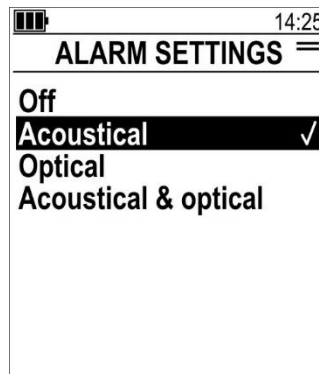 14:25
ALARM SETTINGS
Off
Acoustical √
Optical
Acoustical & optical